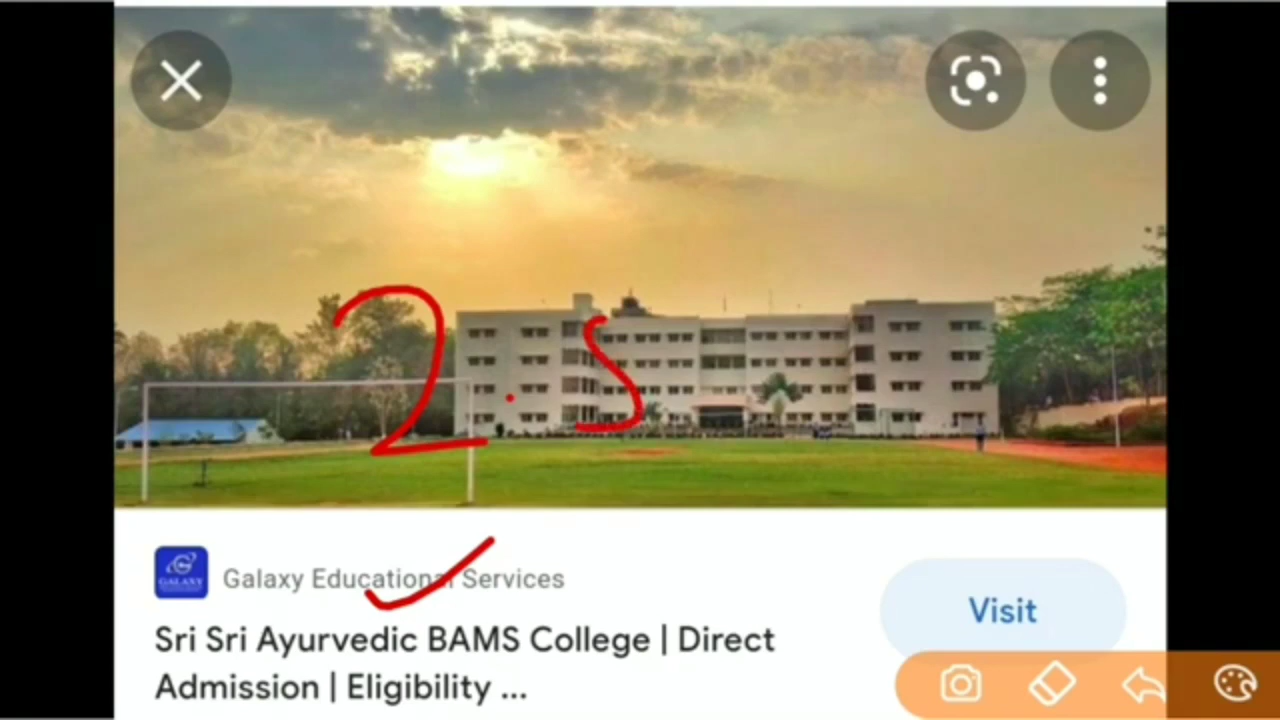 2.5
GALAXY
Galaxy Educational Services
Sri Sri Ayurvedic BAMS College | Direct
Admission | Eligibility ...
Visit